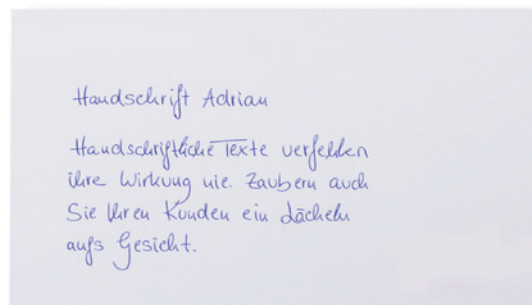 Handschrift Adrian
Handschriftliche Texte verfehlen
ihre Wirkung nie. Zaubern auch
Sie Ihren Kunden ein Lächeln
aufs Gesicht.